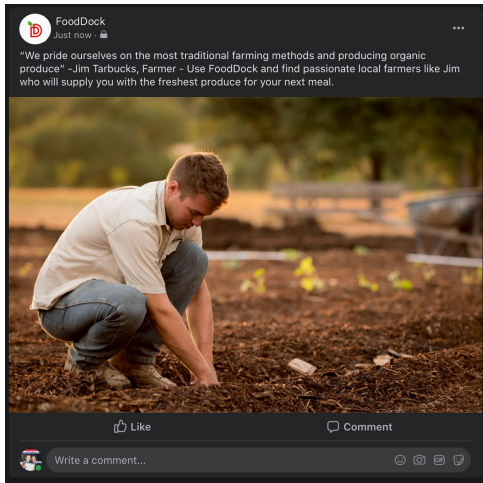 FoodDock
Just now ·
“We pride ourselves on the most traditional farming methods and producing organic
produce” -Jim Tarbucks, Farmer - Use FoodDock and find passionate local farmers like Jim
who will supply you with the freshest produce for your next meal.
Like
Comment
Write a comment...
GIF